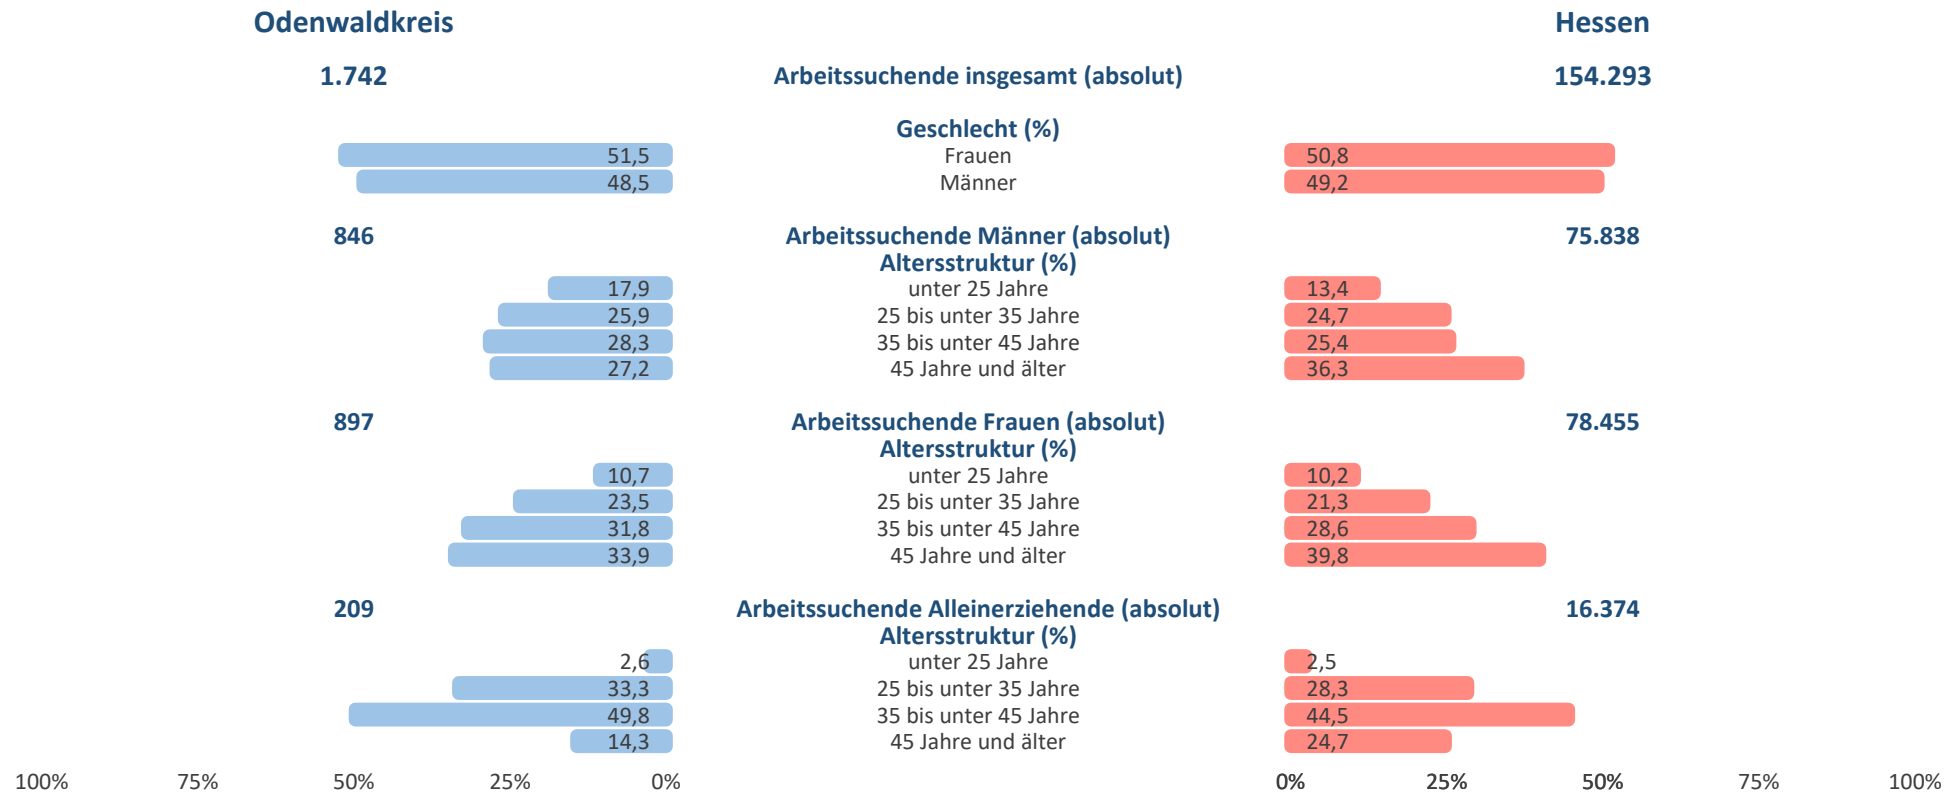 Odenwaldkreis Hessen
1.742 Arbeitssuchende insgesamt (absolut) 154.293
Geschlecht (%)
51,5 Frauen 50,8
48,5 Männer 49,2
846 Arbeitssuchende Männer (absolut) 75.838
Altersstruktur (%)
17,9 unter 25 Jahre 13,4
25,9 25 bis unter 35 Jahre 24,7
28,3 35 bis unter 45 Jahre 25,4
27,2 45 Jahre und älter 36,3
897 Arbeitssuchende Frauen (absolut) 78.455
Altersstruktur (%)
10,7 unter 25 Jahre 10,2
23,5 25 bis unter 35 Jahre 21,3
31,8 35 bis unter 45 Jahre 28,6
33,9 45 Jahre und älter 39,8
209 Arbeitssuchende Alleinerziehende (absolut) 16.374
Altersstruktur (%)
2,6 unter 25 Jahre 2,5
33,3 25 bis unter 35 Jahre 28,3
49,8 35 bis unter 45 Jahre 44,5
14,3 45 Jahre und älter 24,7
100% 75% 50% 25% 0% 0% 25% 50% 75% 100%